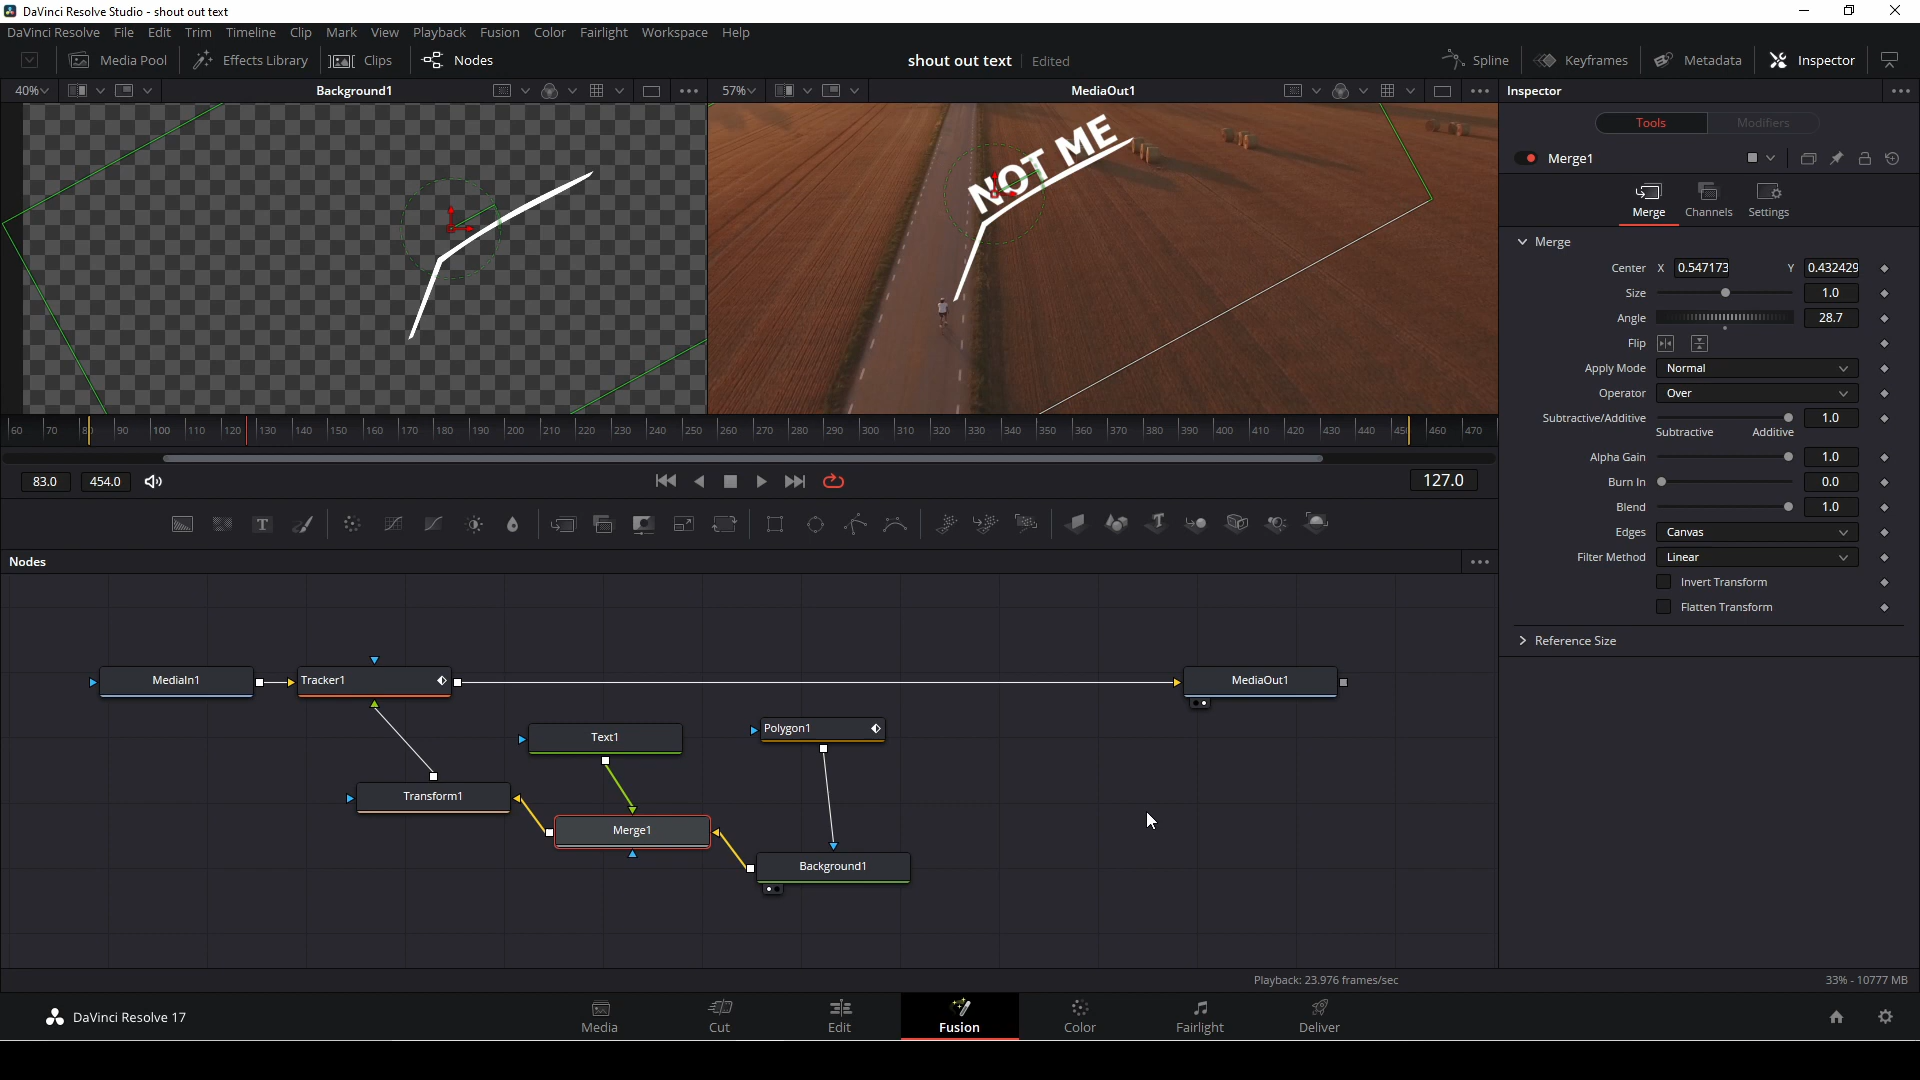 DaVinci Resolve Studio - shout out text
DaVinci Resolve File Edit Trim Timeline Clip Mark View Playback Fusion Color Fairlight Workspace Help
Media Pool Effects Library Clips Nodes shout out text Edited Spline Keyframes Metadata Inspector
40% Background1 57% MediaOut1 Inspector
Tools Modifiers
Merge1
Merge Channels Settings
Merge
Center X 0.547173 Y 0.432429
Size 1.0
Angle 28.7
Flip
Apply Mode Normal
Operator Over
Subtractive/Additive 1.0
Subtractive Additive
Alpha Gain 1.0
Burn In 0.0
Blend 1.0
Edges Canvas
Filter Method Linear
Invert Transform
Flatten Transform
Reference Size
NOT ME
60 70 80 90 100 110 120 130 140 150 160 170 180 190 200 210 220 230 240 250 260 270 280 290 300 310 320 330 340 350 360 370 380 390 400 410 420 430 440 450 460 470
83.0 454.0 127.0
Nodes
MediaIn1 Tracker1 MediaOut1
Text1 Polygon1
Transform1
Merge1
Background1
Playback: 23.976 frames/sec 33% - 10777 MB
DaVinci Resolve 17 Media Cut Edit Fusion Color Fairlight Deliver